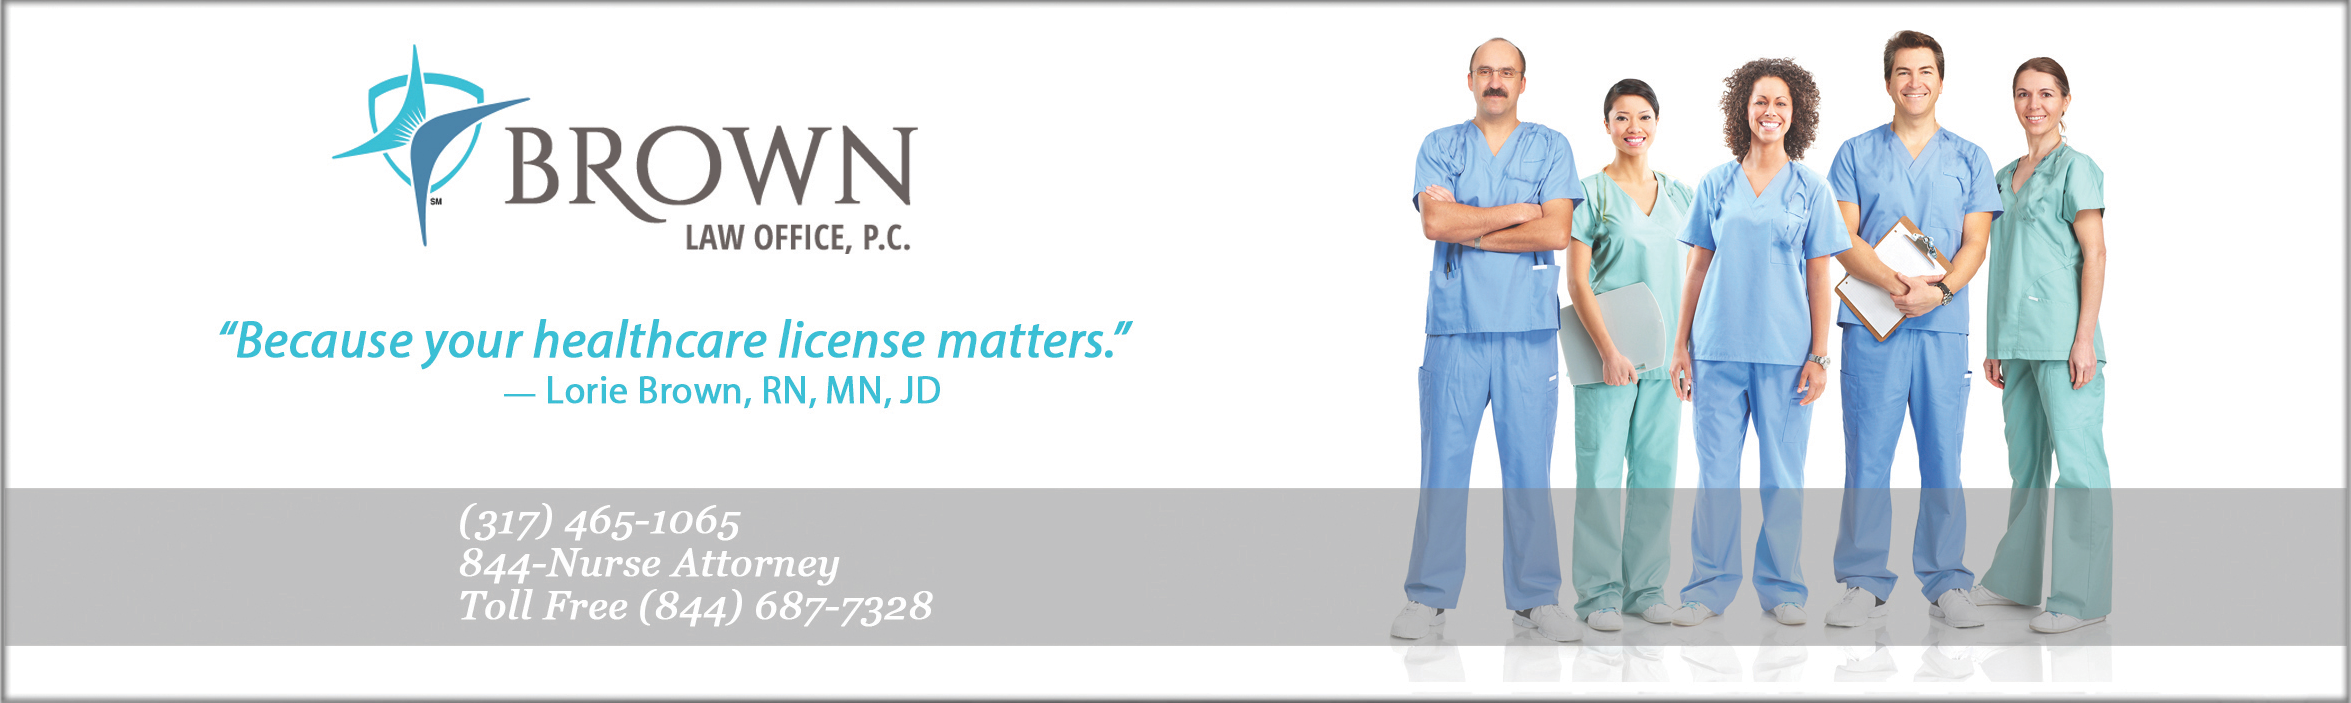 BROWN
LAW OFFICE, P.C.
SM
“Because your healthcare license matters.”
— Lorie Brown, RN, MN, JD
(317) 465-1065
844-Nurse Attorney
Toll Free (844) 687-7328